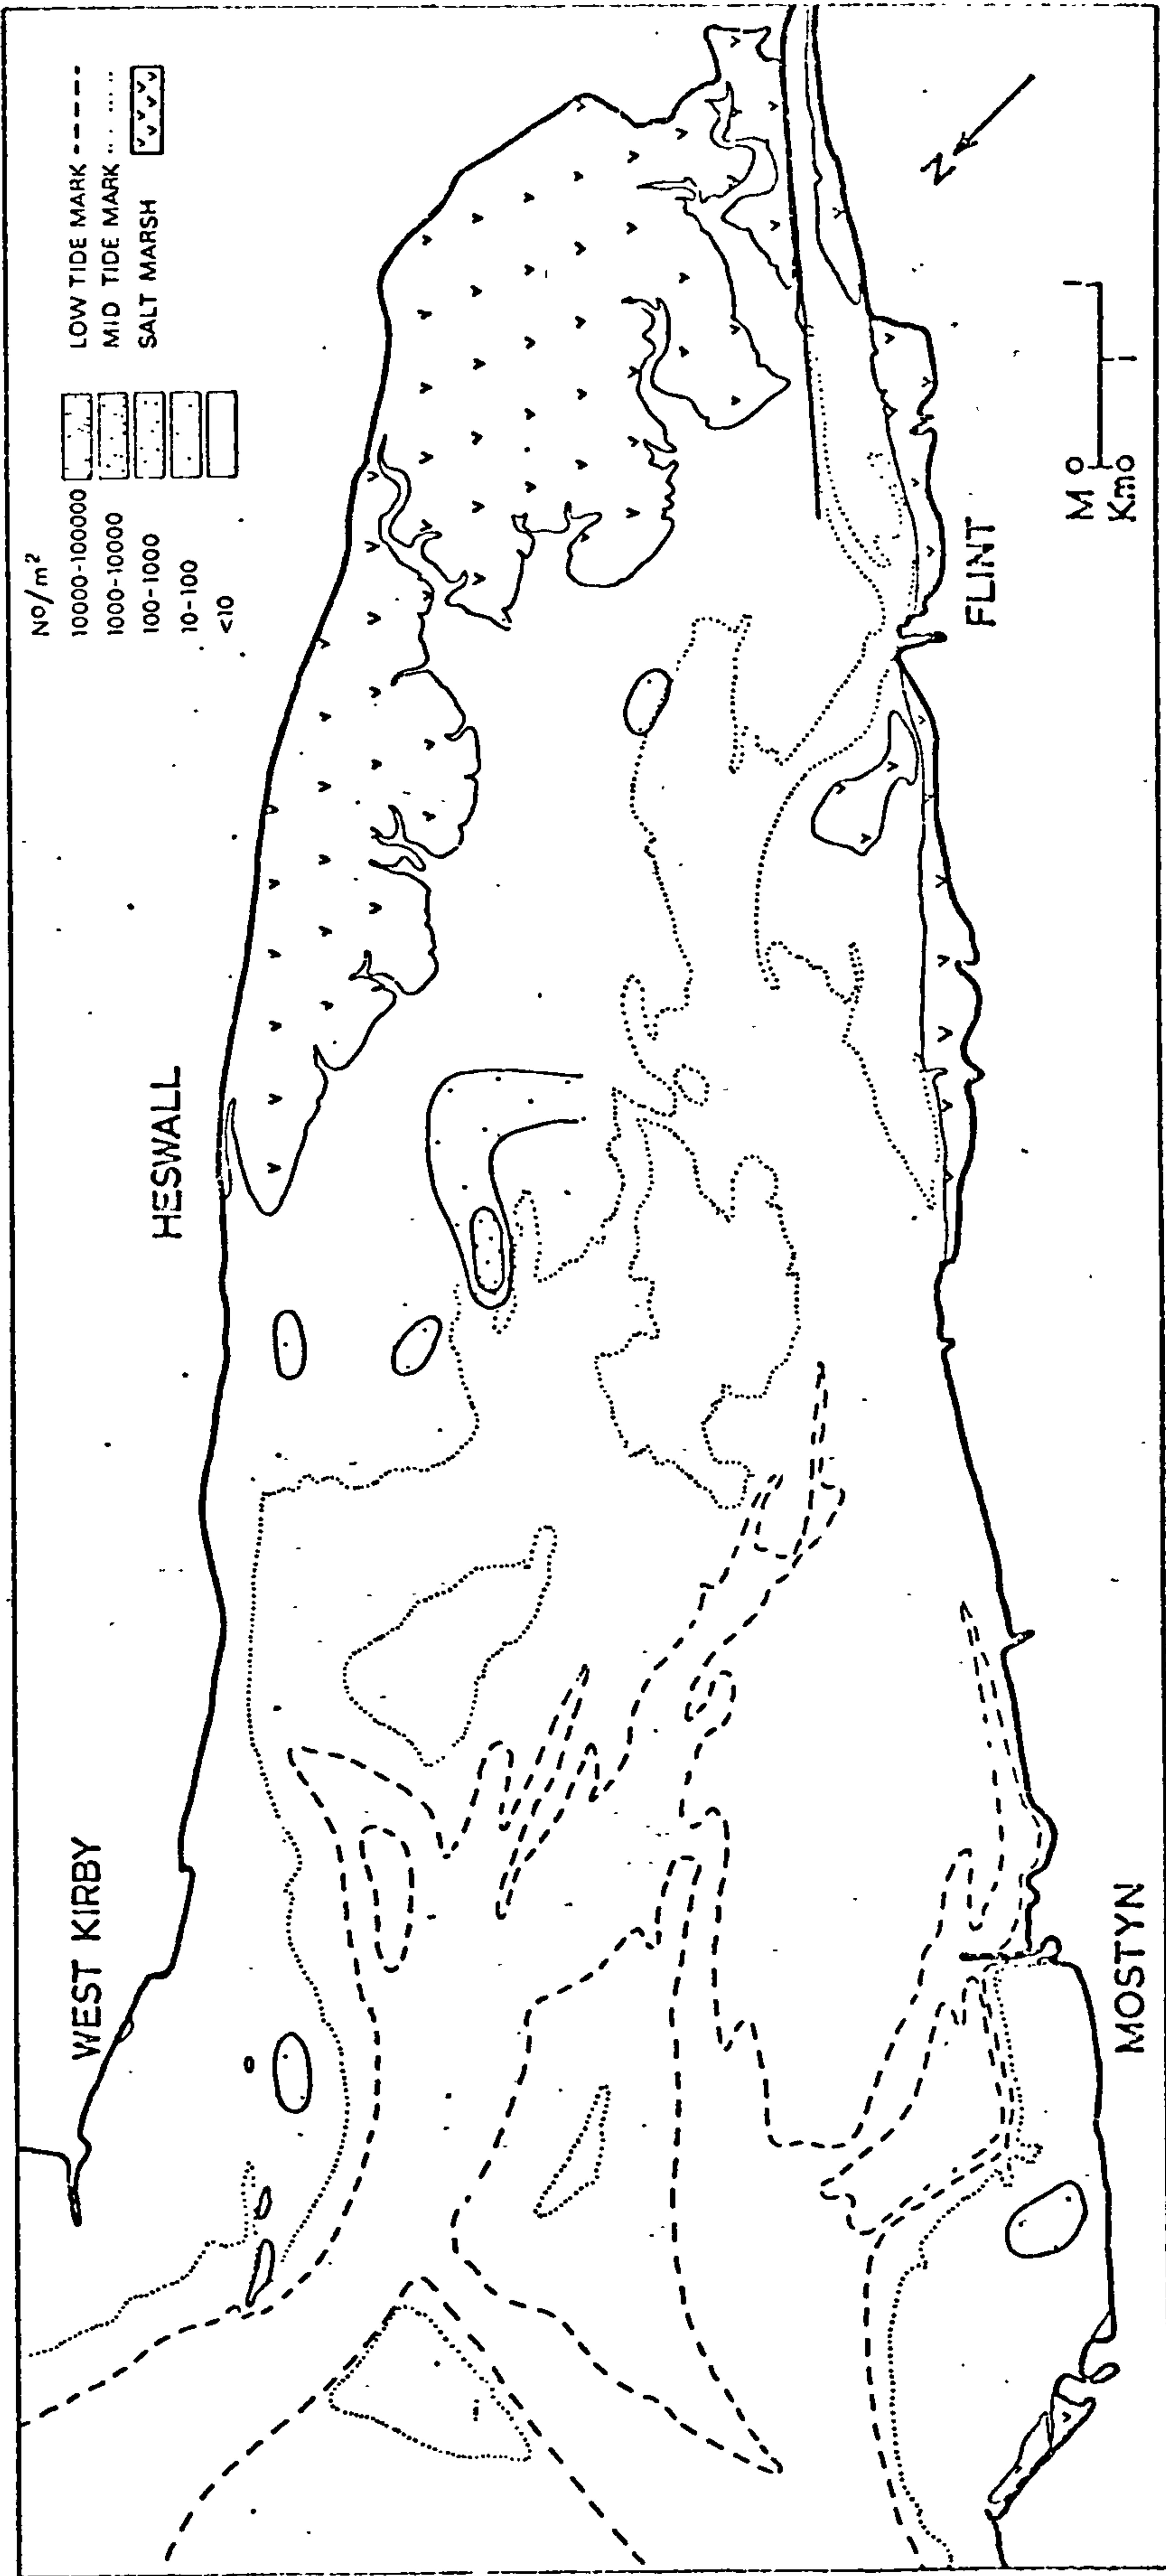 No/m²
10000-100000
1000-10000
100-1000
10-100
<10
LOW TIDE MARK
MID TIDE MARK
SALT MARSH
HESWALL
WEST KIRBY
FLINT
MOSTYN
N
M 0 1
Km 0 1